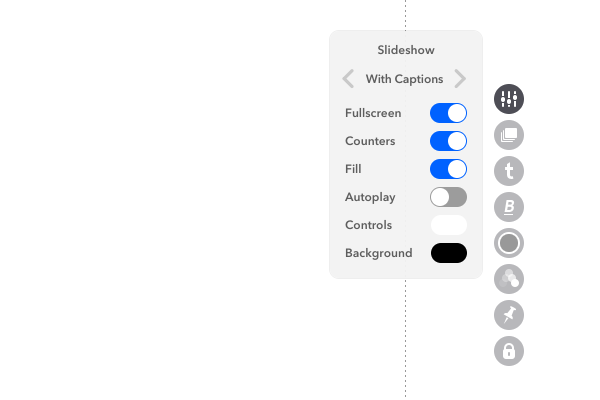 Slideshow
With Captions
Fullscreen
Counters
Fill
Autoplay
Controls
Background
t
B